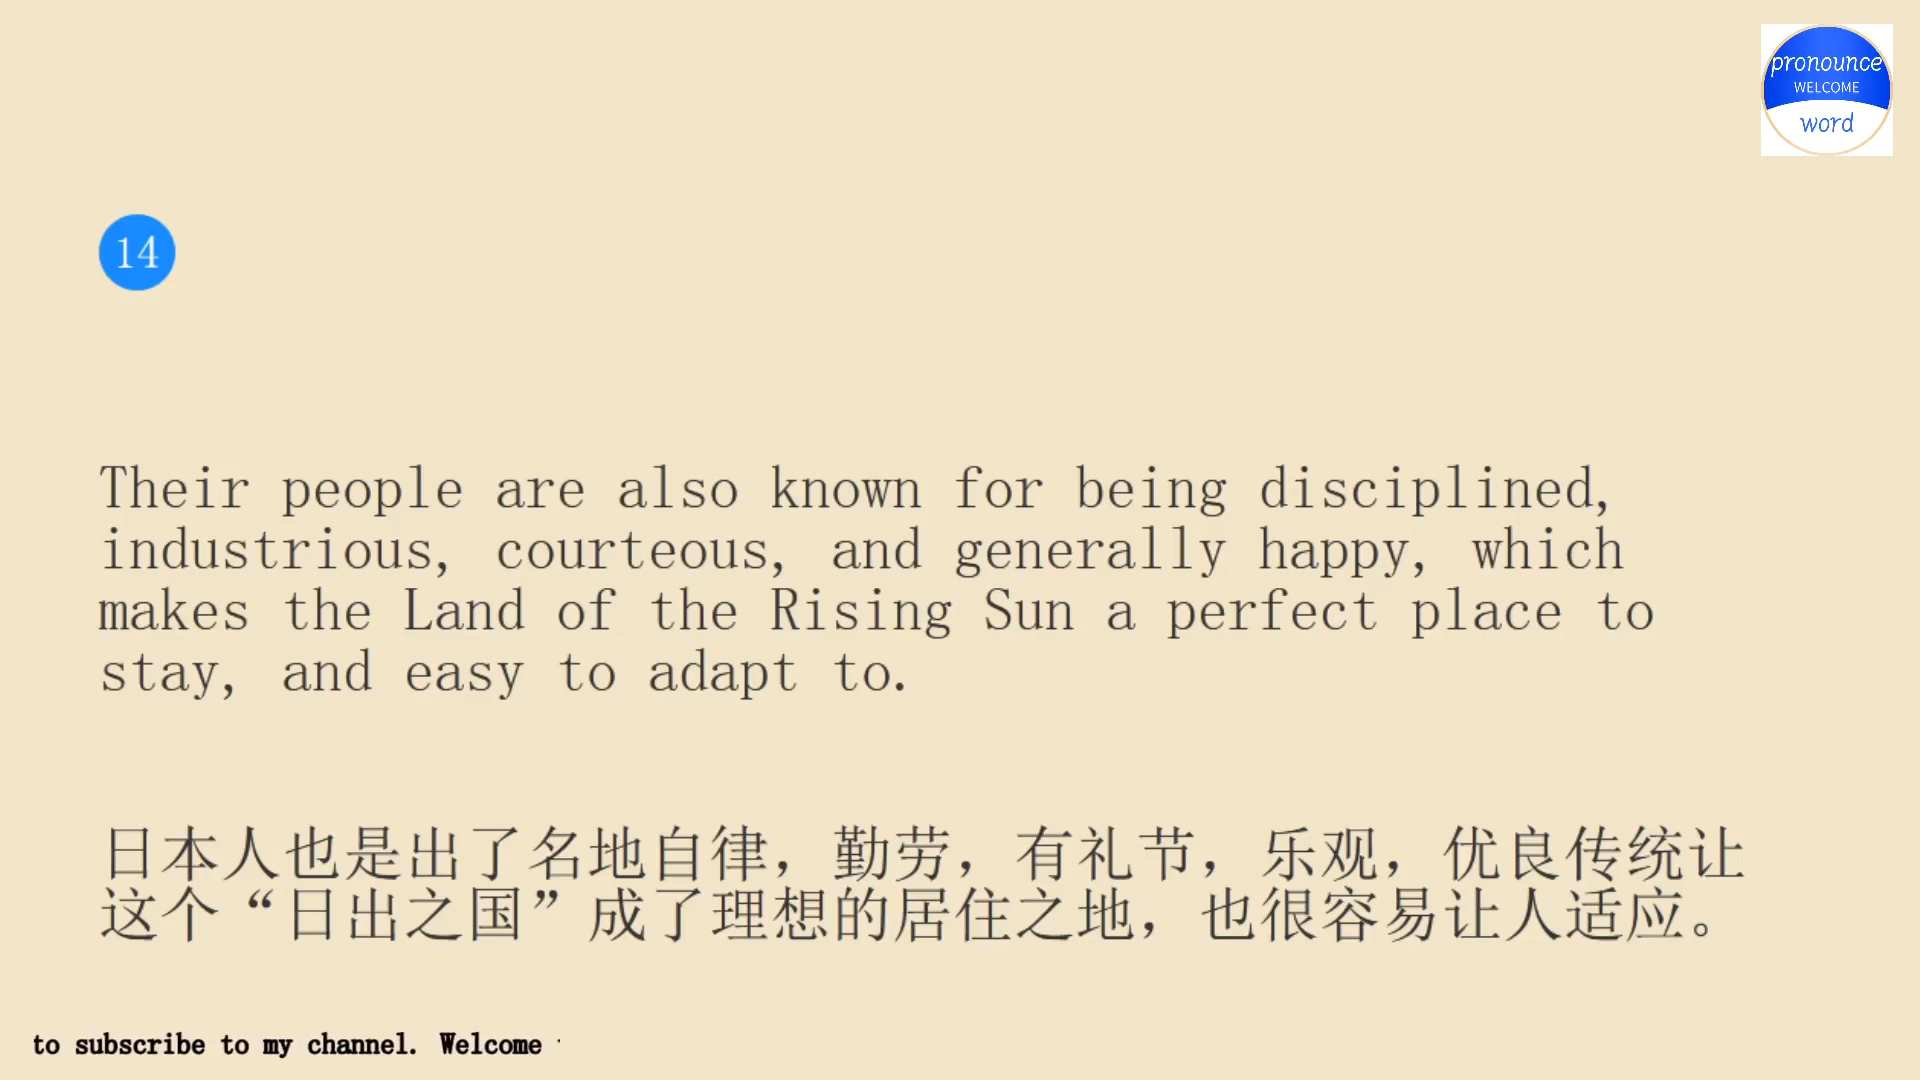 pronounce
WELCOME
word
14
Their people are also known for being disciplined,
industrious, courteous, and generally happy, which
makes the Land of the Rising Sun a perfect place to
stay, and easy to adapt to.
日本人也是出了名地自律，勤劳，有礼节，乐观，优良传统让
这个“日出之国”成了理想的居住之地，也很容易让人适应。
to subscribe to my channel. Welcome